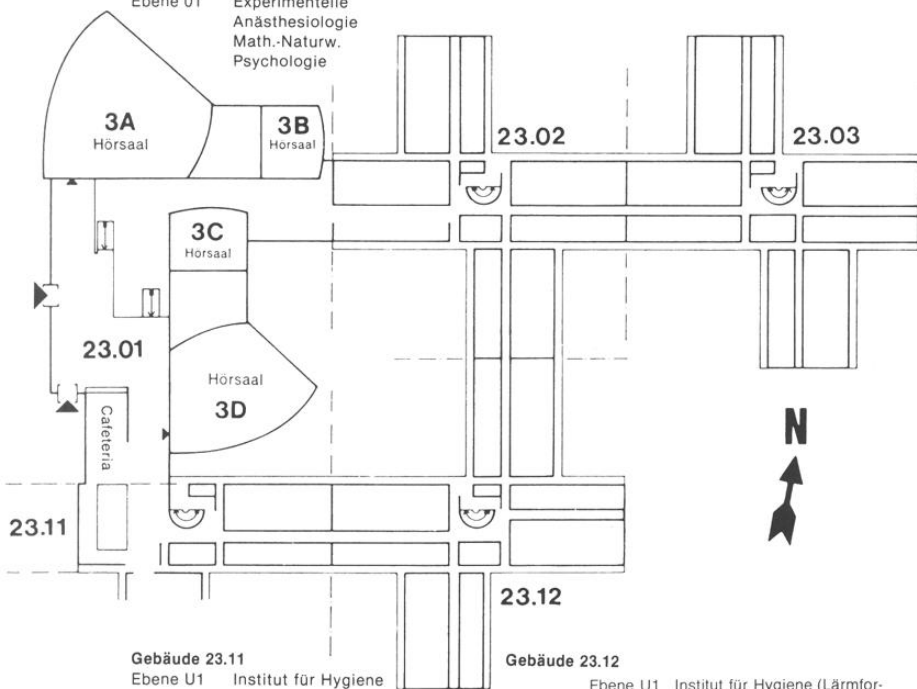 Ebene U1 Experimentelle
Anästhesiologie
Math.-Naturw.
Psychologie
3A
Hörsaal
3B
Hörsaal
23.02
23.03
3C
Hörsaal
23.01
Hörsaal
3D
Cafeteria
N
23.11
23.12
Gebäude 23.11
Ebene U1 Institut für Hygiene
Gebäude 23.12
Ebene U1 Institut für Hygiene (Lärmfor-